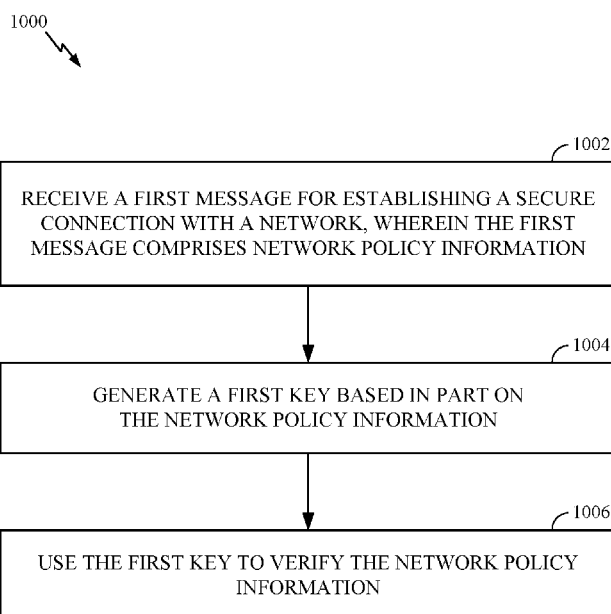 1000
1002
RECEIVE A FIRST MESSAGE FOR ESTABLISHING A SECURE
CONNECTION WITH A NETWORK, WHEREIN THE FIRST
MESSAGE COMPRISES NETWORK POLICY INFORMATION
1004
GENERATE A FIRST KEY BASED IN PART ON
THE NETWORK POLICY INFORMATION
1006
USE THE FIRST KEY TO VERIFY THE NETWORK POLICY
INFORMATION